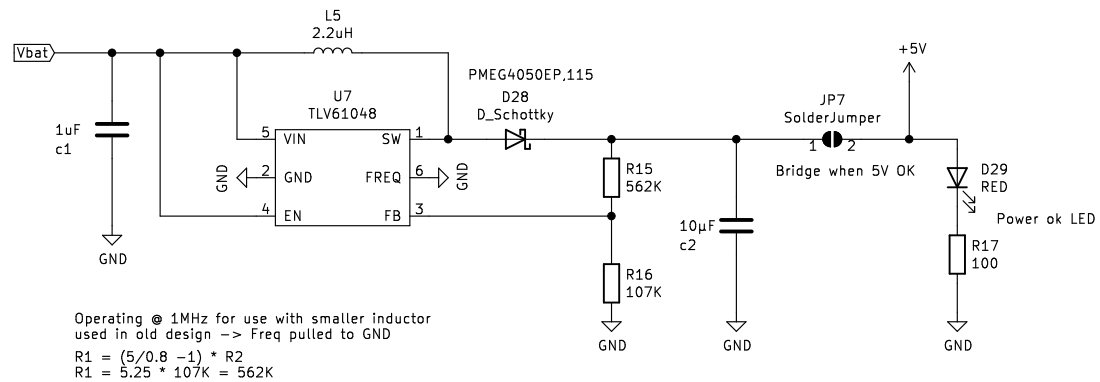 L5
2.2uH
Vbat
+5V
PMEG4050EP,115
D28
D_Schottky
U7
TLV61048
JP7
SolderJumper
1uF
c1
5 VIN SW 1
1 2
GND 2 GND FREQ 6 GND
R15
562K
Bridge when 5V OK
D29
RED
4 EN FB 3
10µF
c2
Power ok LED
R17
100
GND
R16
107K
Operating @ 1MHz for use with smaller inductor
used in old design -> Freq pulled to GND
GND GND GND
R1 = (5/0.8 -1) * R2
R1 = 5.25 * 107K = 562K